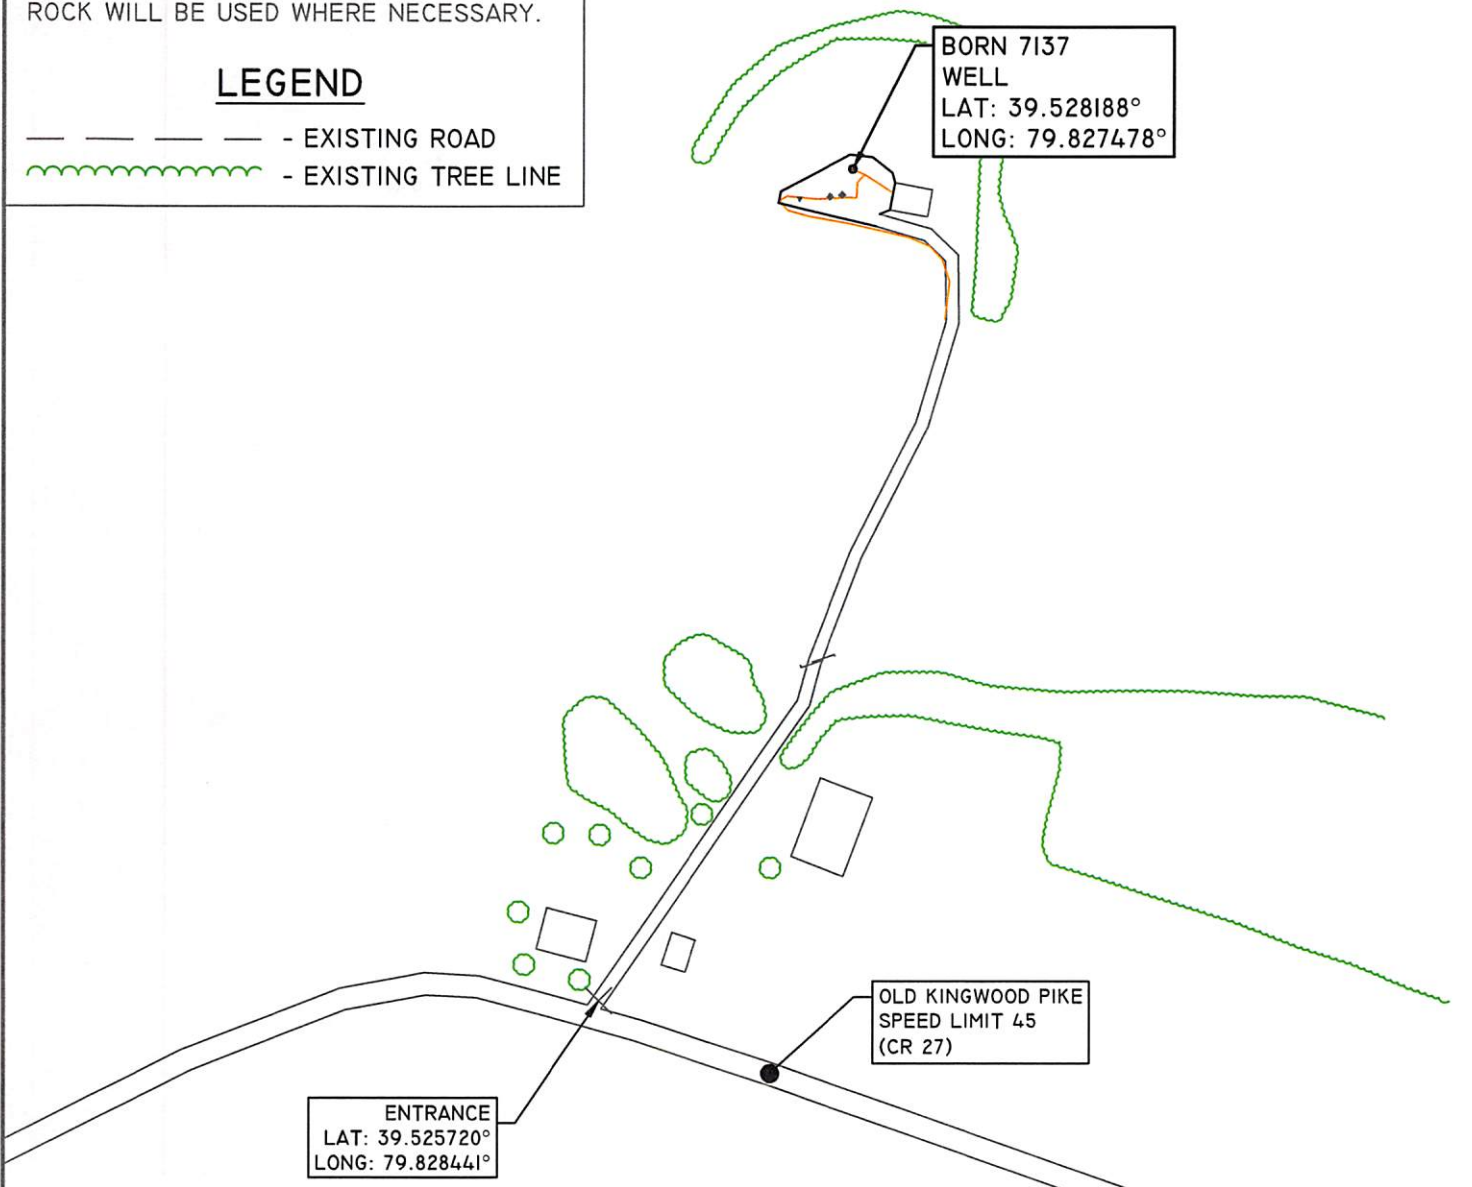 ROCK WILL BE USED WHERE NECESSARY.
LEGEND
- EXISTING ROAD
- EXISTING TREE LINE
BORN 7137
WELL
LAT: 39.528188°
LONG: 79.827478°
OLD KINGWOOD PIKE
SPEED LIMIT 45
(CR 27)
ENTRANCE
LAT: 39.525720°
LONG: 79.828441°